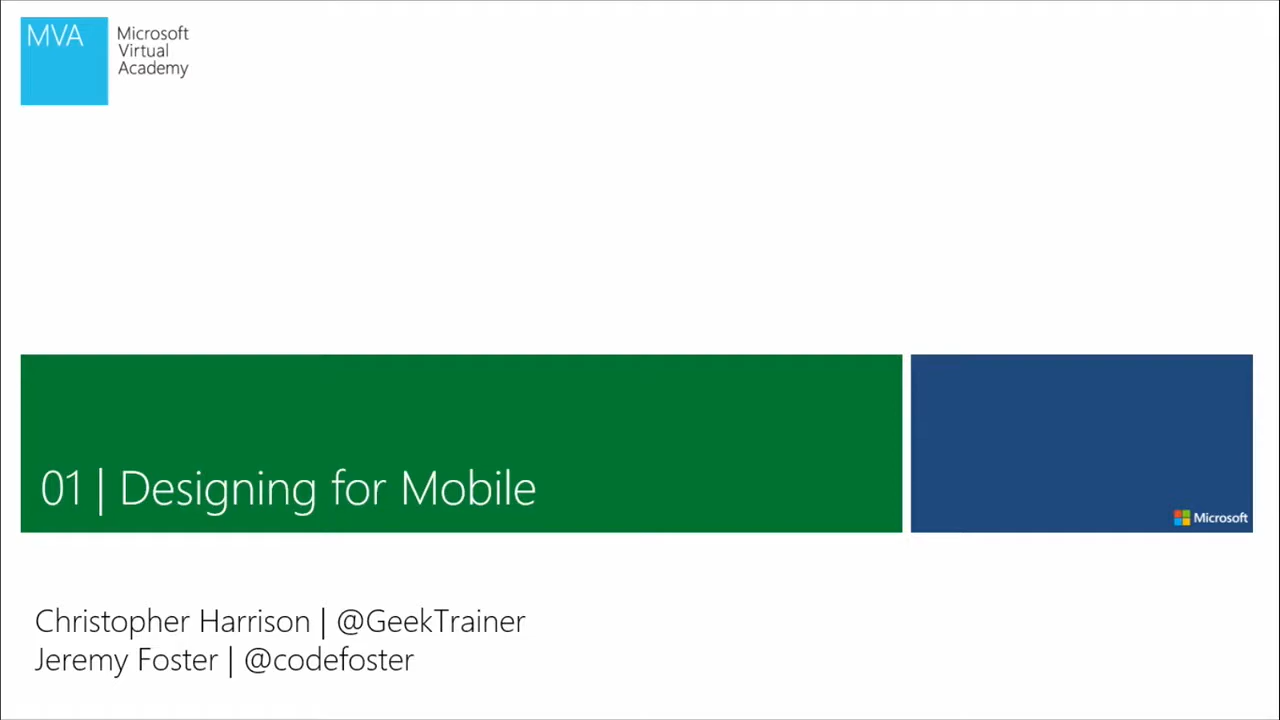 MVA
Microsoft
Virtual
Academy
01 | Designing for Mobile
Microsoft
Christopher Harrison | @GeekTrainer
Jeremy Foster | @codefoster